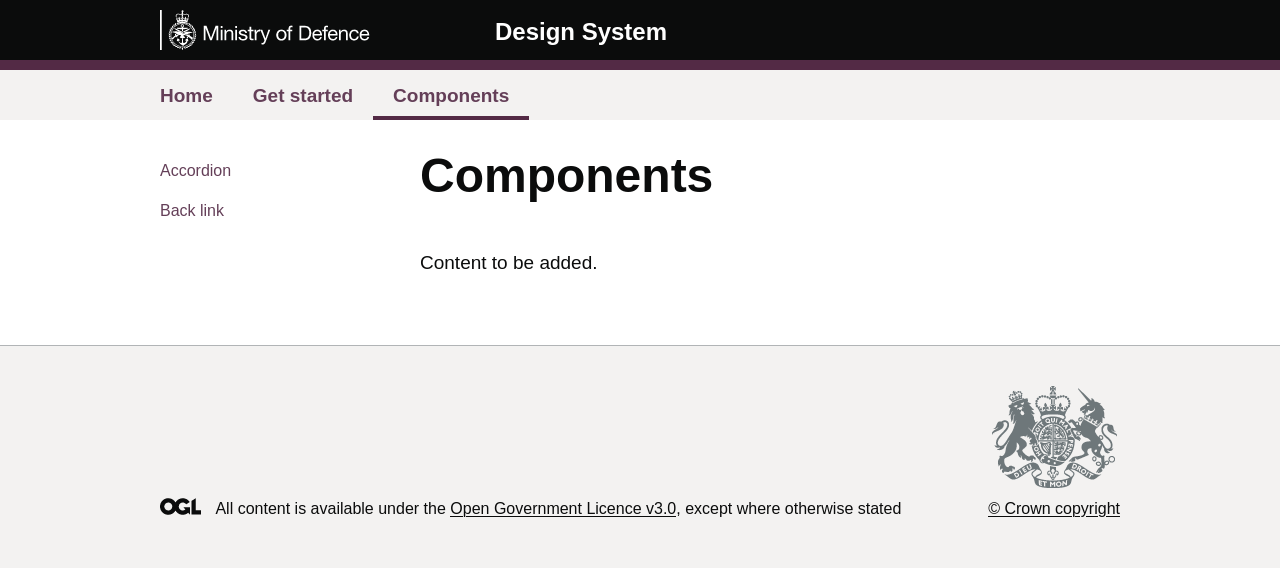 Ministry of Defence
Design System
Home Get started Components
Accordion
Back link
Components
Content to be added.
DIEU ET MON DROIT
OGL All content is available under the Open Government Licence v3.0, except where otherwise stated
© Crown copyright